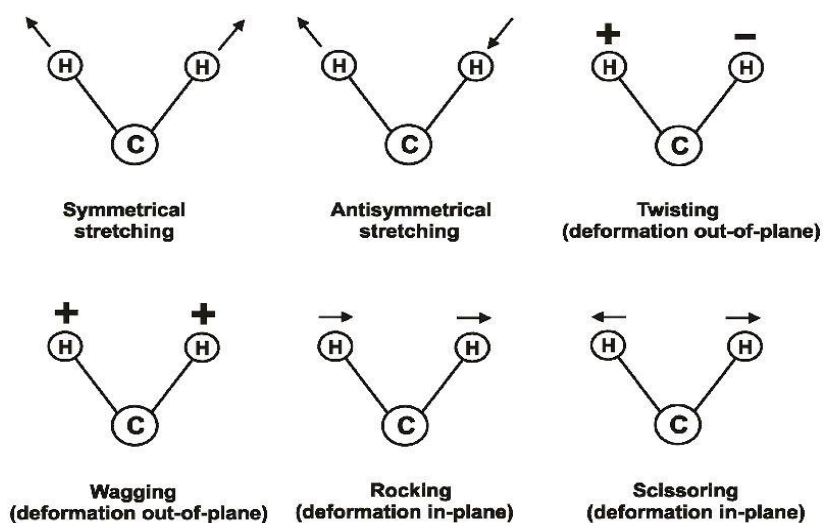 H H H H + −
H H
C C C
Symmetrical
stretching
Antisymmetrical
stretching
Twisting
(deformation out-of-plane)
+ +
H H H H H H
C C C
Wagging
(deformation out-of-plane)
Rocking
(deformation in-plane)
Scissoring
(deformation in-plane)